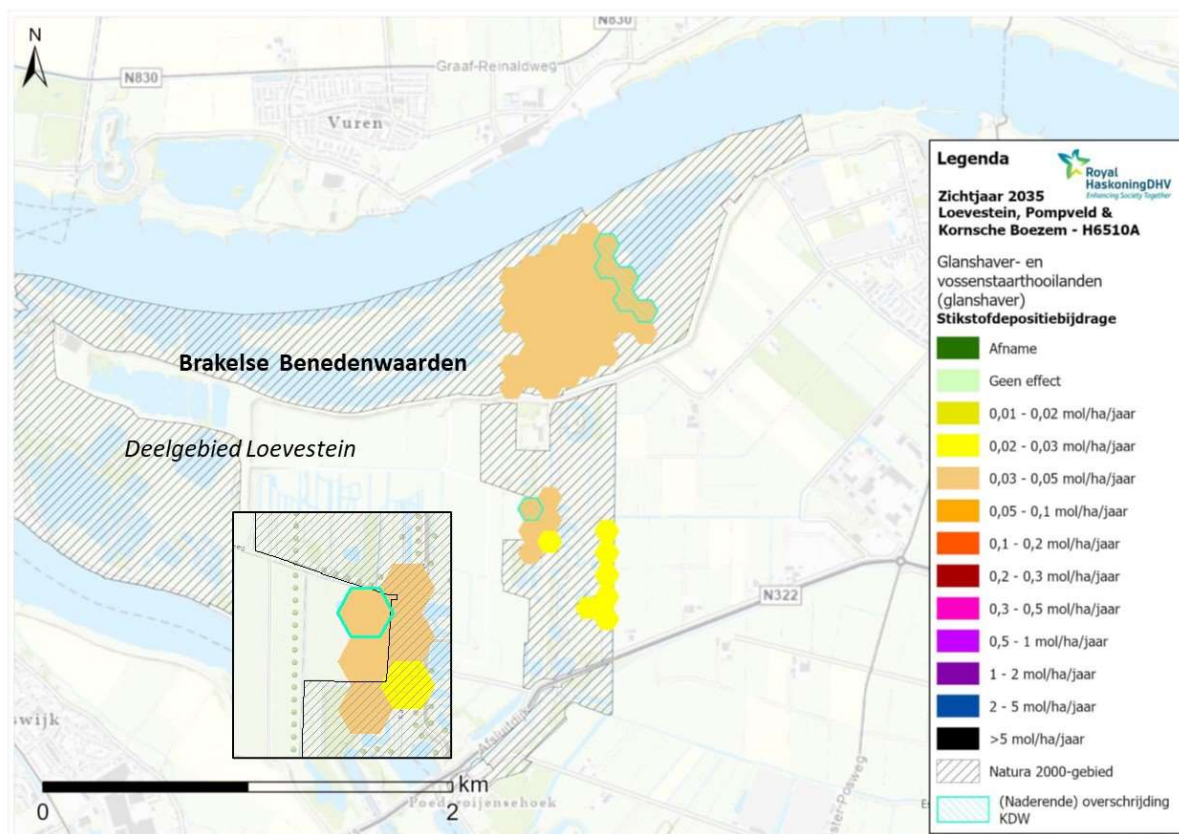 N
N830
N830
Graaf-Reinaldweg
Vuren
Brakelse Benedenwaarden
Deelgebied Loevestein
N322
Afsluitdijk
swijk
Poederoijensehoek
ster-Posweg
km
0
2
Legenda
Royal
HaskoningDHV
Enhancing Society Together
Zichtjaar 2035
Loevestein, Pompveld &
Kornsche Boezem - H6510A
Glanshaver- en
vossenstaarthooilanden
(glanshaver)
Stikstofdepositiebijdrage
Afname
Geen effect
0,01 - 0,02 mol/ha/jaar
0,02 - 0,03 mol/ha/jaar
0,03 - 0,05 mol/ha/jaar
0,05 - 0,1 mol/ha/jaar
0,1 - 0,2 mol/ha/jaar
0,2 - 0,3 mol/ha/jaar
0,3 - 0,5 mol/ha/jaar
0,5 - 1 mol/ha/jaar
1 - 2 mol/ha/jaar
2 - 5 mol/ha/jaar
>5 mol/ha/jaar
Natura 2000-gebied
(Naderende) overschrijding
KDW